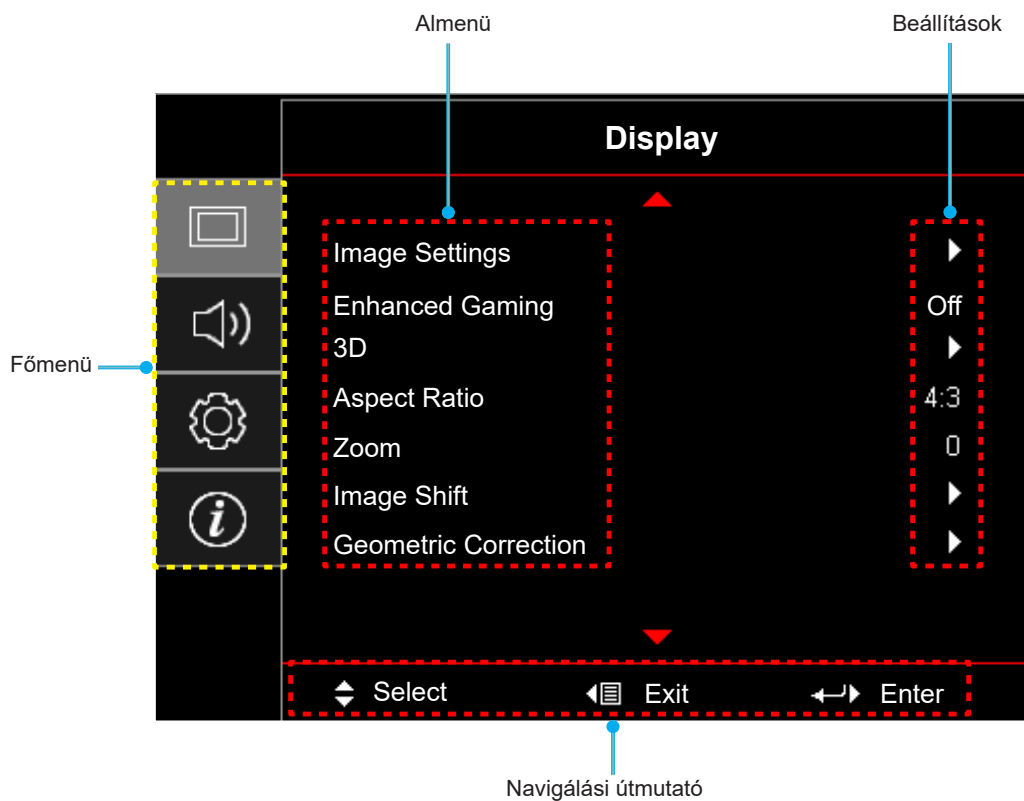 Almenü
Beállítások
Display
Image Settings
Enhanced Gaming Off
3D
Főmenü
Aspect Ratio 4:3
Zoom 0
Image Shift
Geometric Correction
Select Exit Enter
Navigálási útmutató